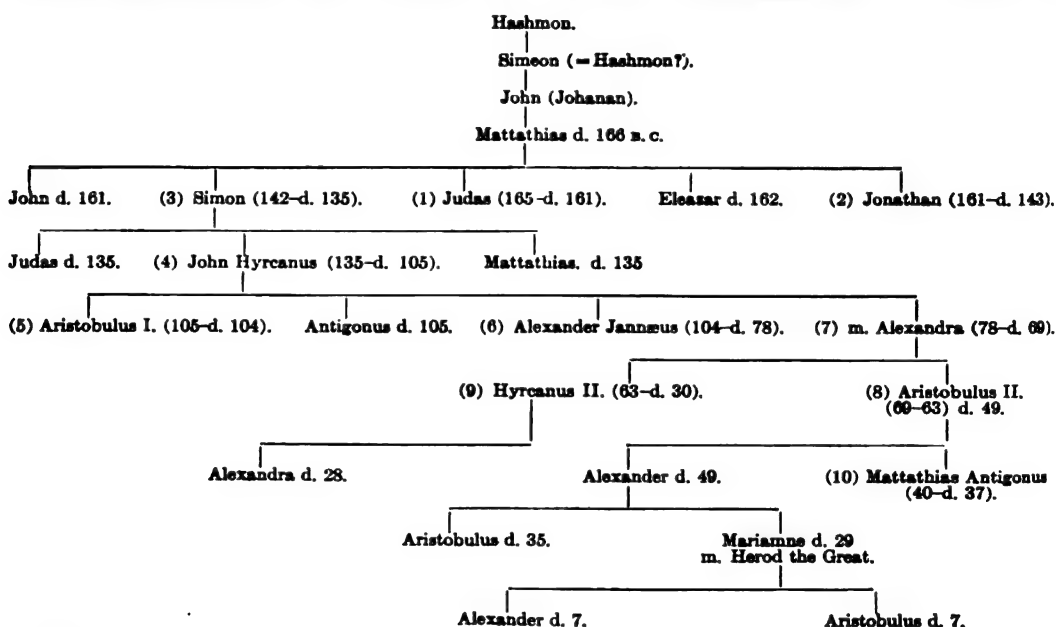 Hashmon.
Simeon (= Hashmon?).
John (Johanan).
Mattathias d. 166 B.C.
John d. 161. (3) Simon (142-d. 135). (1) Judas (165-d. 161). Eleasar d. 162. (2) Jonathan (161-d. 143).
Judas d. 135. (4) John Hyrcanus (135-d. 105). Mattathias. d. 135
(5) Aristobulus I. (105-d. 104). Antigonus d. 105. (6) Alexander Jannæus (104-d. 78). (7) m. Alexandra (78-d. 69).
(9) Hyrcanus II. (63-d. 30). (8) Aristobulus II.
(69-63) d. 49.
Alexandra d. 28. Alexander d. 49. (10) Mattathias Antigonus
(40-d. 37).
Aristobulus d. 35. Mariamne d. 29
m. Herod the Great.
Alexander d. 7. Aristobulus d. 7.